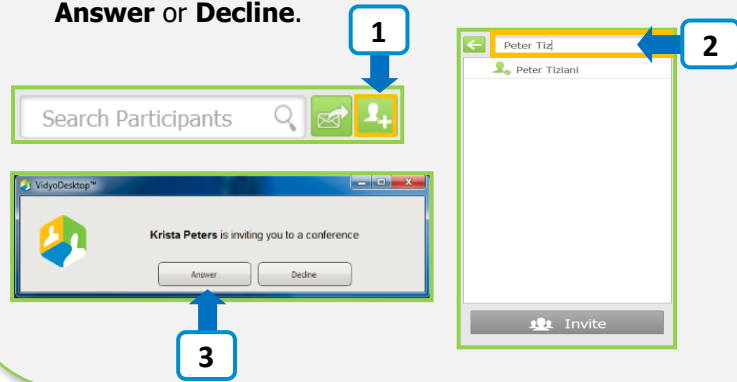 Answer or Decline.
1
Search Participants
Peter Tiz
2
Peter Tiziani
VidyoDesktop™
Krista Peters is inviting you to a conference
Answer
Decline
Invite
3